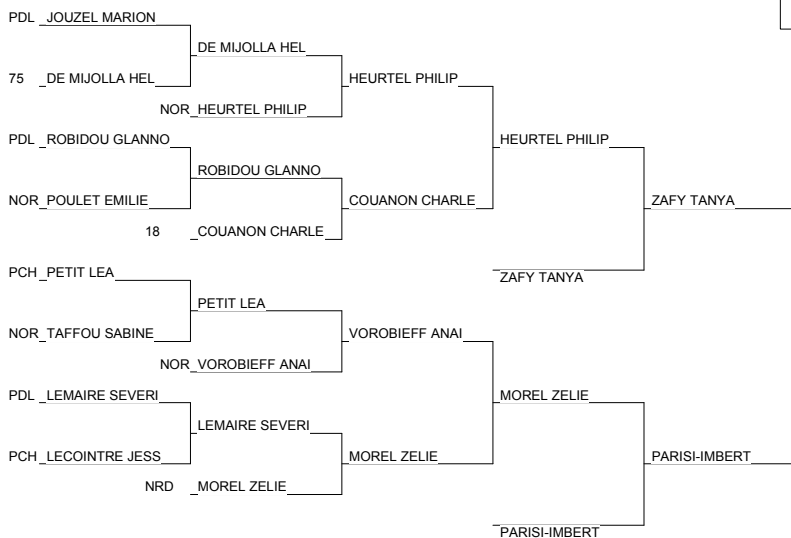 PDL JOUZEL MARION
DE MIJOLLA HEL
75 DE MIJOLLA HEL
HEURTEL PHILIP
NOR HEURTEL PHILIP
PDL ROBIDOU GLANNO
HEURTEL PHILIP
ROBIDOU GLANNO
NOR POULET EMILIE
COUANON CHARLE
ZAFY TANYA
18 COUANON CHARLE
PCH PETIT LEA
ZAFY TANYA
PETIT LEA
NOR TAFFOU SABINE
VOROBIEFF ANAI
NOR VOROBIEFF ANAI
PDL LEMAIRE SEVERI
MOREL ZELIE
LEMAIRE SEVERI
PCH LECOINTRE JESS
MOREL ZELIE
PARISI-IMBERT
NRD MOREL ZELIE
PARISI-IMBERT